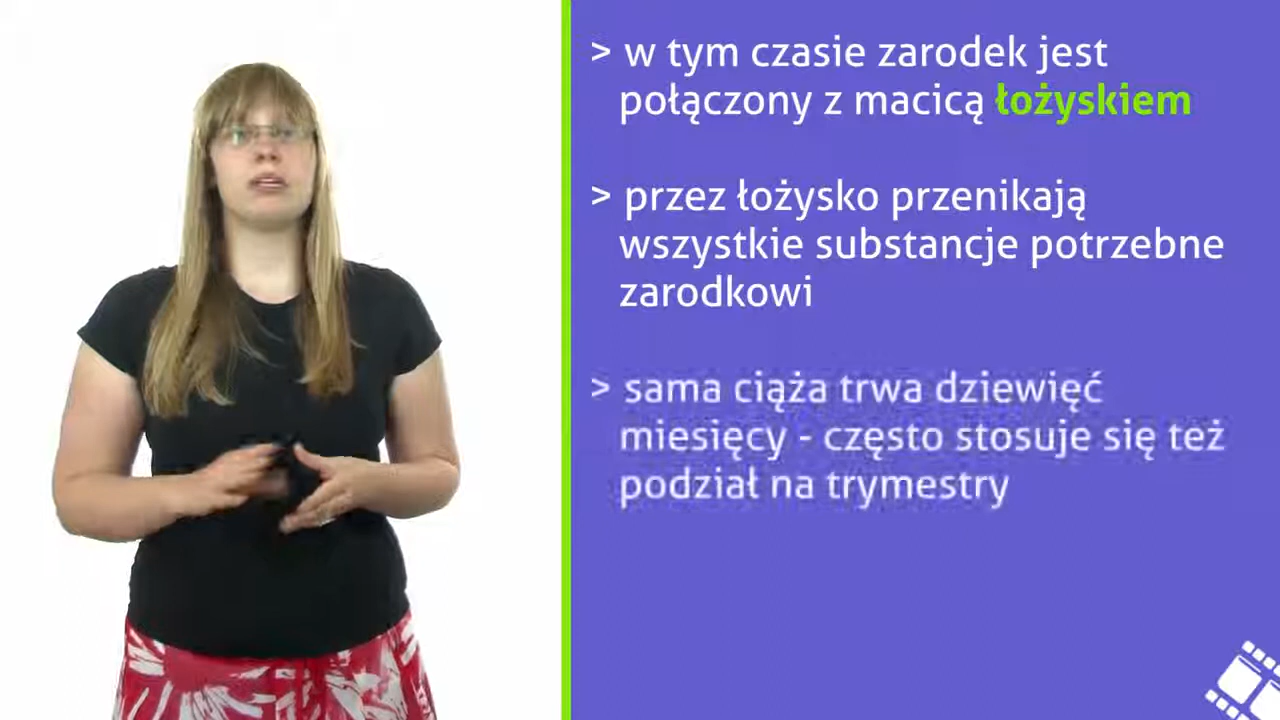 > w tym czasie zarodek jest
połączony z macicą łożyskiem
> przez łożysko przenikają
wszystkie substancje potrzebne
zarodkowi
> sama ciąża trwa dziewięć
miesięcy - często stosuje się też
podział na trymestry